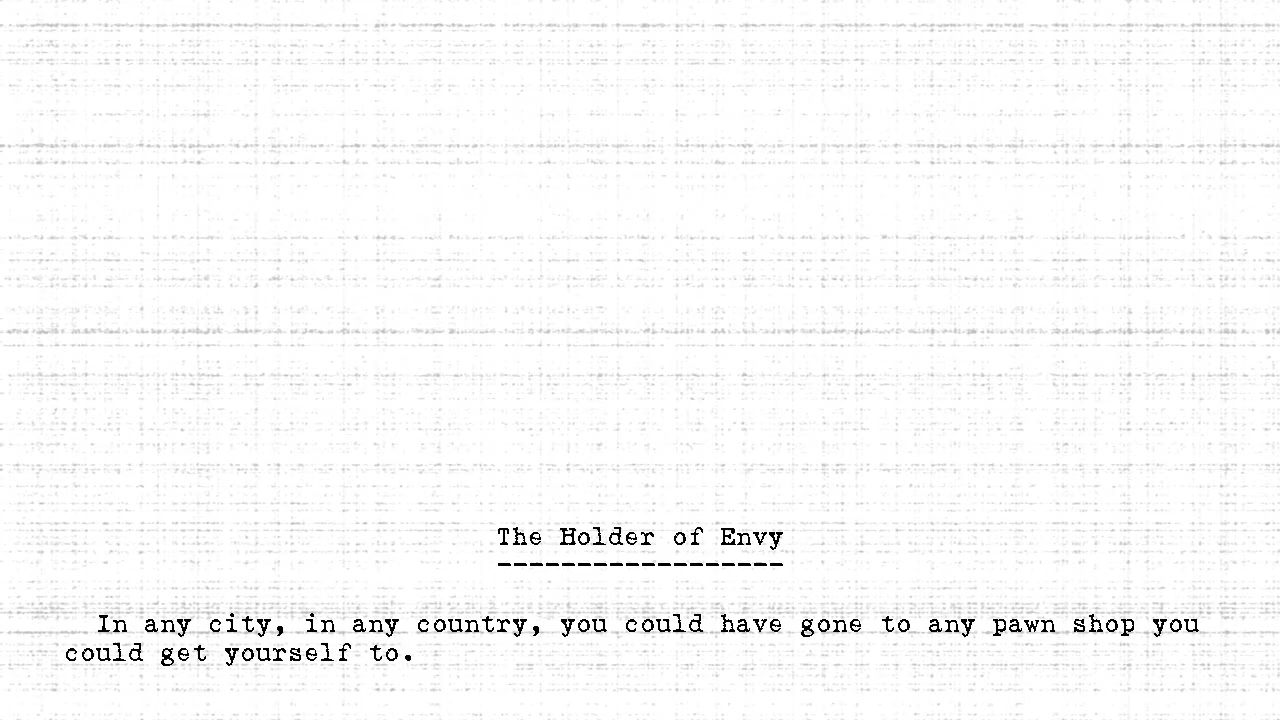 The Holder of Envy
------------------
In any city, in any country, you could have gone to any pawn shop you
could get yourself to.